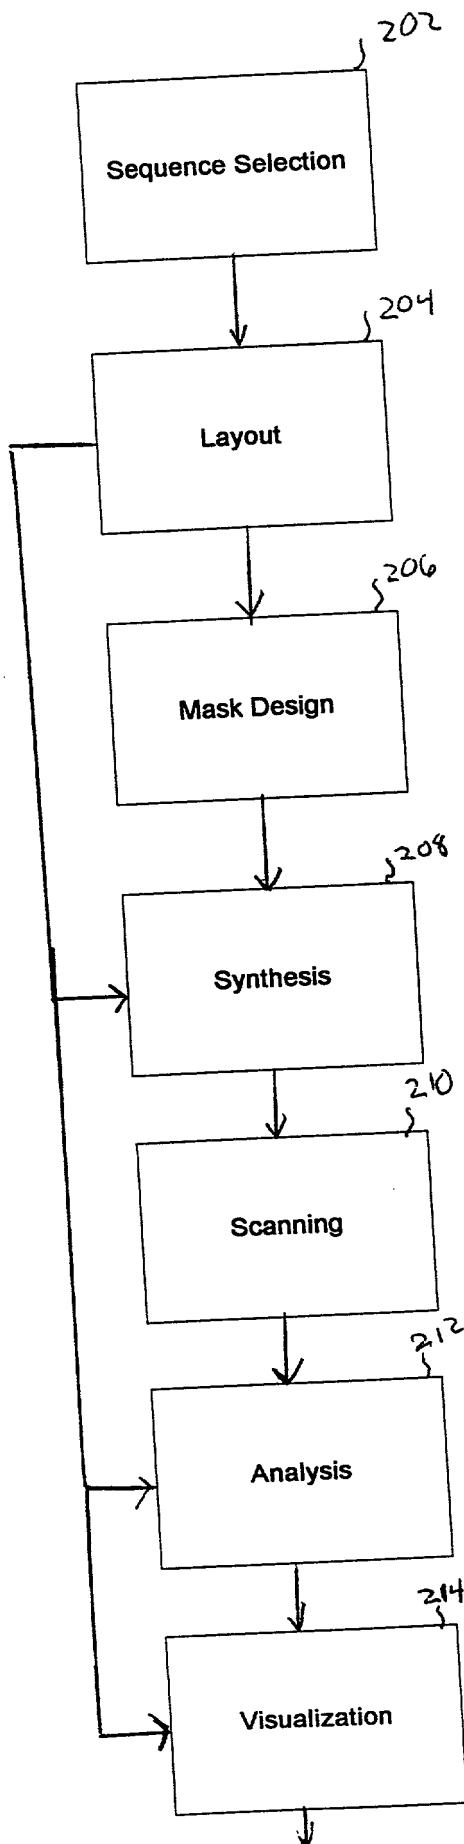 202
Sequence Selection
204
Layout
206
Mask Design
208
Synthesis
210
Scanning
212
Analysis
214
Visualization